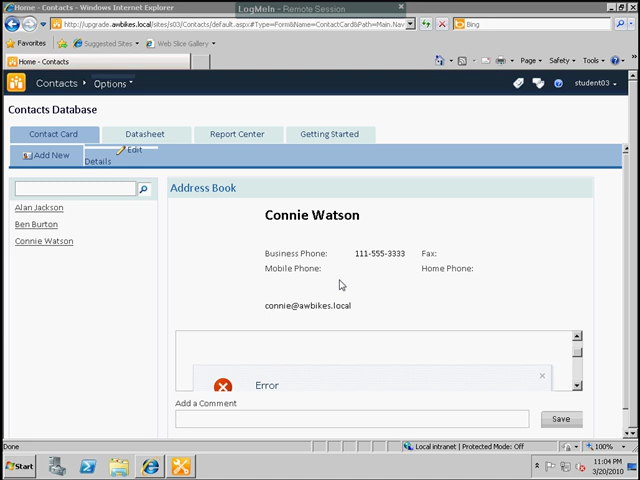 Home - Contacts - Windows Internet Explorer
LogMeIn - Remote Session
http://upgrade.awbikes.local/sites/s03/Contacts/default.aspx#Type=Form&Name=ContactCard&Path=Main.Nav
Bing
Favorites
Suggested Sites
Web Slice Gallery
Home - Contacts
Page
Safety
Tools
Contacts
Options
student03
Contacts Database
Contact Card
Datasheet
Report Center
Getting Started
Add New
Details
Edit
Address Book
Connie Watson
Alan Jackson
Ben Burton
Connie Watson
Business Phone: 111-555-3333 Fax:
Mobile Phone: Home Phone:
connie@awbikes.local
Error
Add a Comment
Save
Done
Local intranet | Protected Mode: Off
100%
Start
11:04 PM
3/20/2010